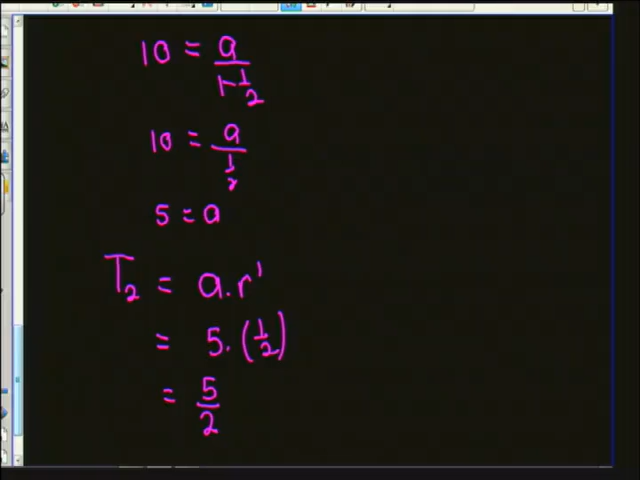 10 = a/(1-1/2)
10 = a/(1/2)
5 = a
T₂ = a.r¹
= 5.(1/2)
= 5/2